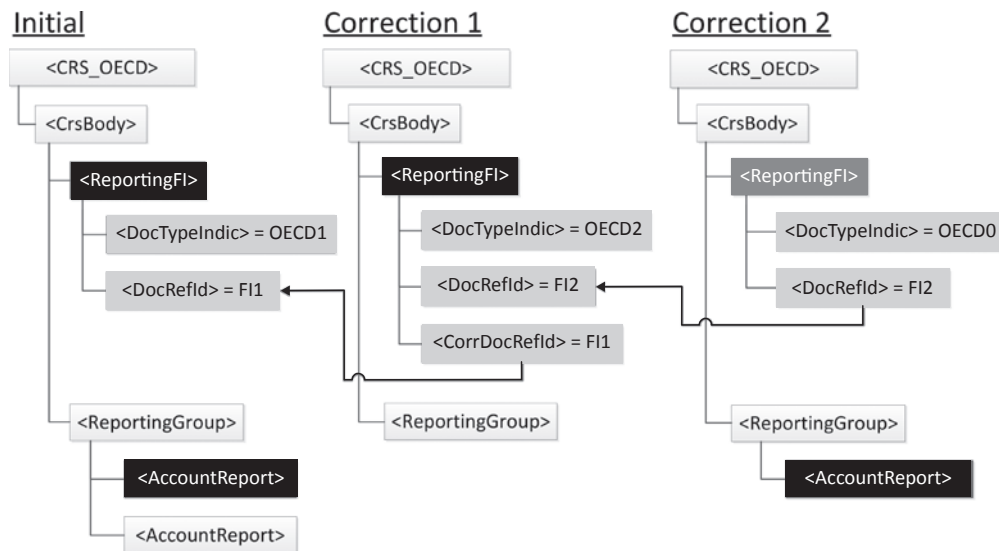 Initial
<CRS_OECD>
<CrsBody>
<ReportingFI>
<DocTypeIndic> = OECD1
<DocRefId> = FI1
<ReportingGroup>
<AccountReport>
<AccountReport>
Correction 1
<CRS_OECD>
<CrsBody>
<ReportingFI>
<DocTypeIndic> = OECD2
<DocRefId> = FI2
<CorrDocRefId> = FI1
<ReportingGroup>
Correction 2
<CRS_OECD>
<CrsBody>
<ReportingFI>
<DocTypeIndic> = OECD0
<DocRefId> = FI2
<ReportingGroup>
<AccountReport>